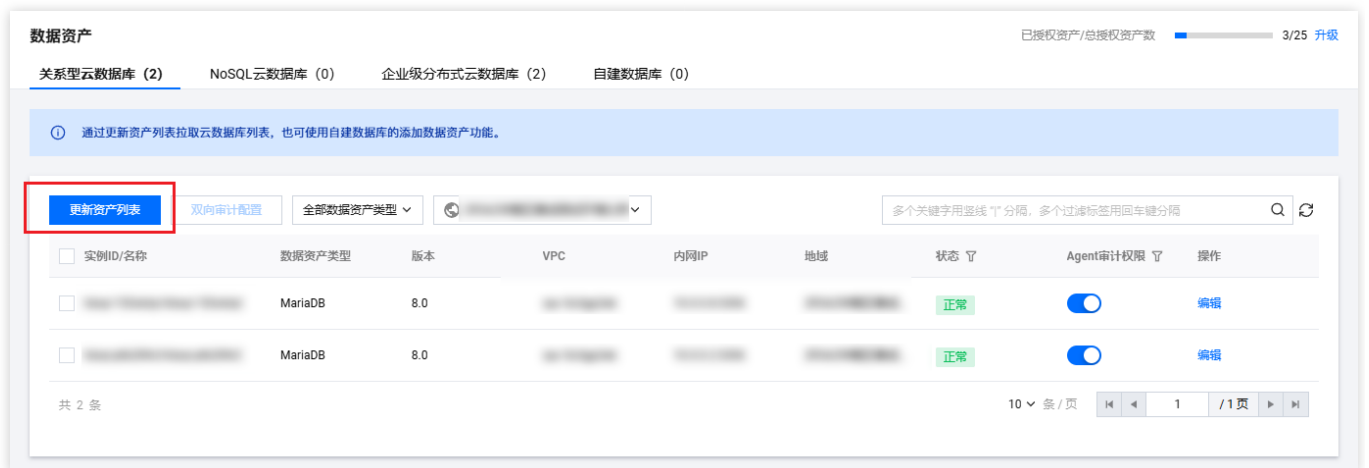 数据资产
已授权资产/总授权资产数 3/25 升级
关系型云数据库（2） NoSQL云数据库（0） 企业级分布式云数据库（2） 自建数据库（0）
通过更新资产列表拉取云数据库列表，也可使用自建数据库的添加数据资产功能。
更新资产列表 双向审计配置 全部数据资产类型 多个关键字用竖线 "|" 分隔，多个过滤标签用回车键分隔
实例ID/名称 数据资产类型 版本 VPC 内网IP 地域 状态 Agent审计权限 操作
MariaDB 8.0 正常 编辑
MariaDB 8.0 正常 编辑
共 2 条 10 条 / 页 1 / 1 页